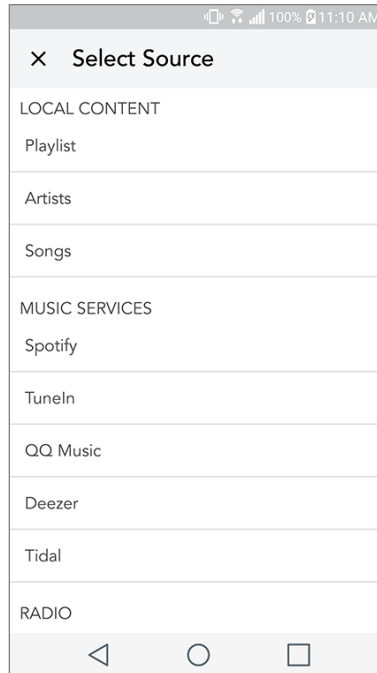 100% 11:10 AM
Select Source
LOCAL CONTENT
Playlist
Artists
Songs
MUSIC SERVICES
Spotify
TuneIn
QQ Music
Deezer
Tidal
RADIO